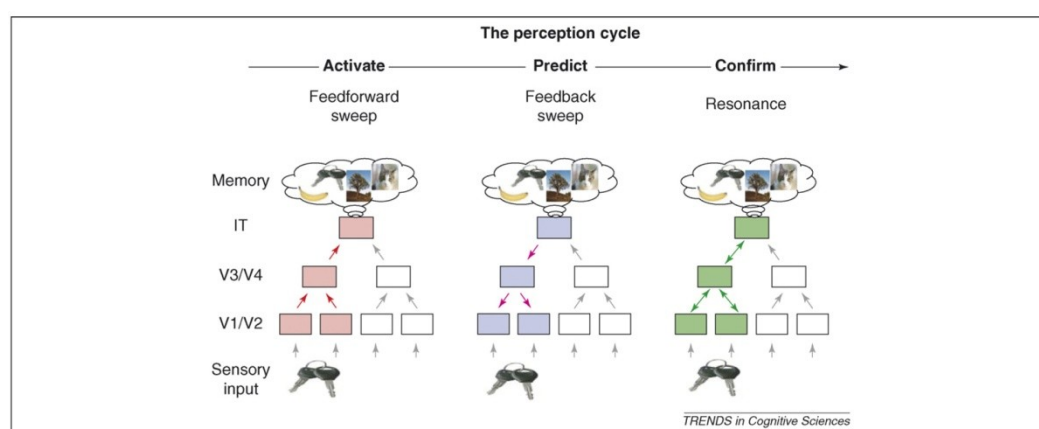 The perception cycle
Activate
Predict
Confirm
Feedforward
sweep
Feedback
sweep
Resonance
Memory
IT
V3/V4
V1/V2
Sensory
input
TRENDS in Cognitive Sciences